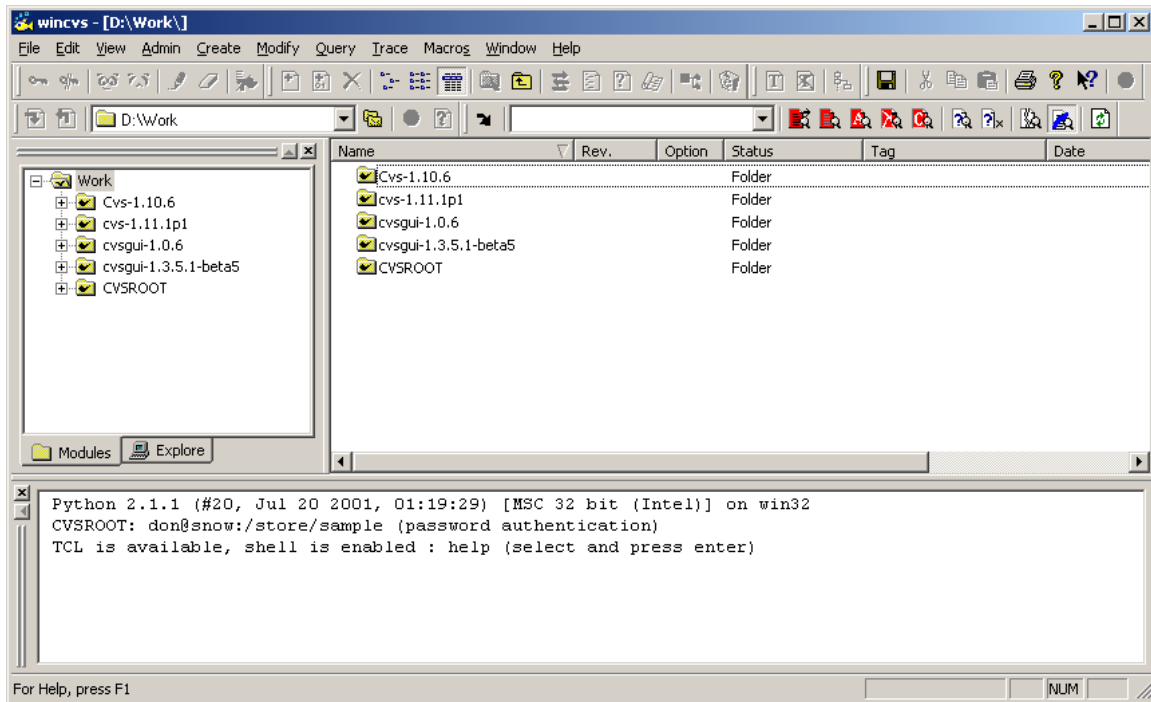 wincvs - [D:\Work\]
File Edit View Admin Create Modify Query Trace Macros Window Help
D:\Work
Name Rev. Option Status Tag Date
Work
Cvs-1.10.6
cvs-1.11.1p1
cvsgui-1.0.6
cvsgui-1.3.5.1-beta5
CVSROOT
Cvs-1.10.6 Folder
cvs-1.11.1p1 Folder
cvsgui-1.0.6 Folder
cvsgui-1.3.5.1-beta5 Folder
CVSROOT Folder
Modules Explore
Python 2.1.1 (#20, Jul 20 2001, 01:19:29) [MSC 32 bit (Intel)] on win32
CVSROOT: don@snow:/store/sample (password authentication)
TCL is available, shell is enabled : help (select and press enter)
For Help, press F1 NUM